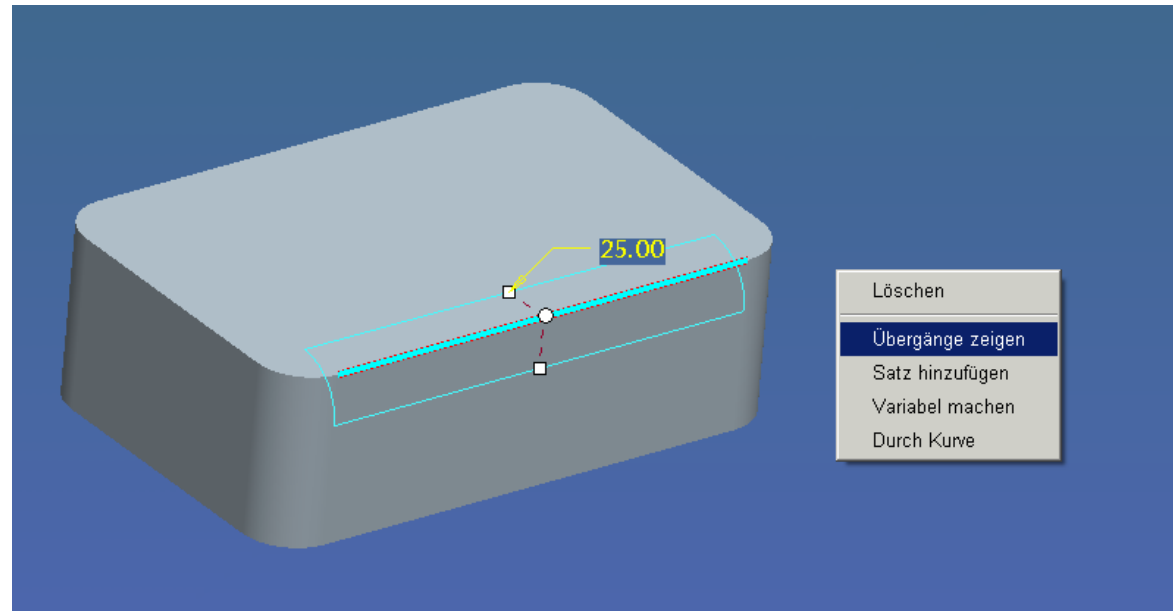 25.00
Löschen
Übergänge zeigen
Satz hinzufügen
Variabel machen
Durch Kurve